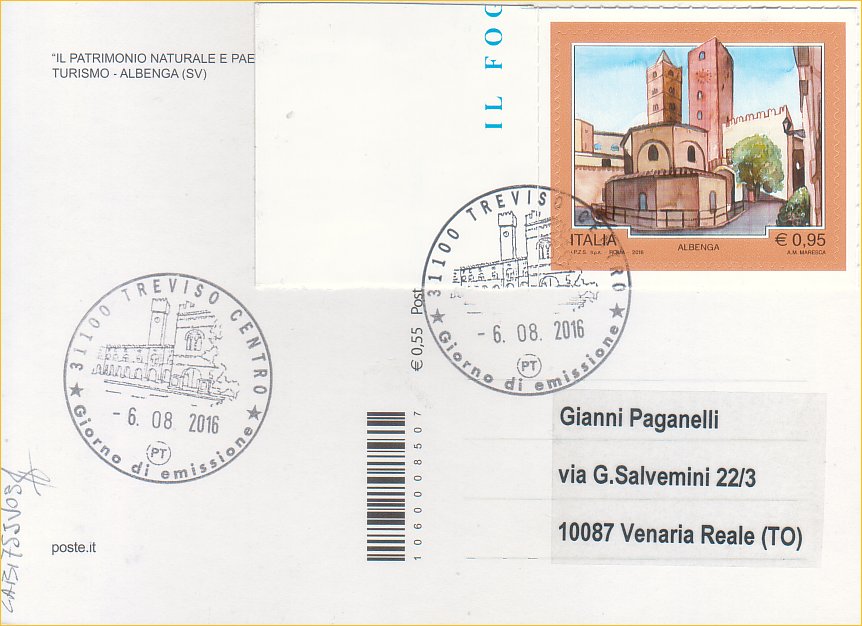 "IL PATRIMONIO NATURALE E PAE
TURISMO - ALBENGA (SV)
IL FOG
ITALIA
ALBENGA
€ 0,95
I.P.Z.S. S.p.A. ROMA - 2016
A.M. MARESCA
31100 TREVISO CENTRO
- 6. 08. 2016
PT
Giorno di emissione
31100 TREVISO CENTRO
- 6. 08 2016
PT
Giorno di emissione
€ 0,55 Post
1060008507
Gianni Paganelli
via G.Salvemini 22/3
10087 Venaria Reale (TO)
poste.it